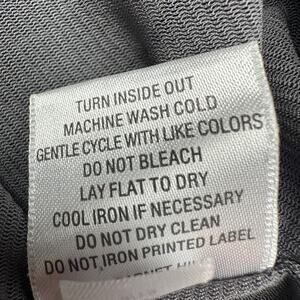 TURN INSIDE OUT
MACHINE WASH COLD
GENTLE CYCLE WITH LIKE COLORS
DO NOT BLEACH
LAY FLAT TO DRY
COOL IRON IF NECESSARY
DO NOT DRY CLEAN
DO NOT IRON PRINTED LABEL